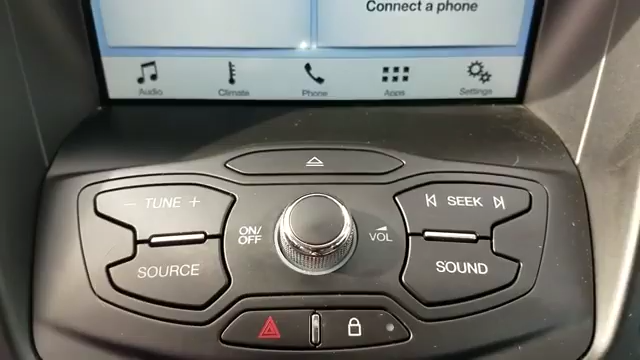 Connect a phone
Audio Climate Phone Apps Settings
− TUNE + SEEK
ON/
OFF VOL
SOURCE SOUND